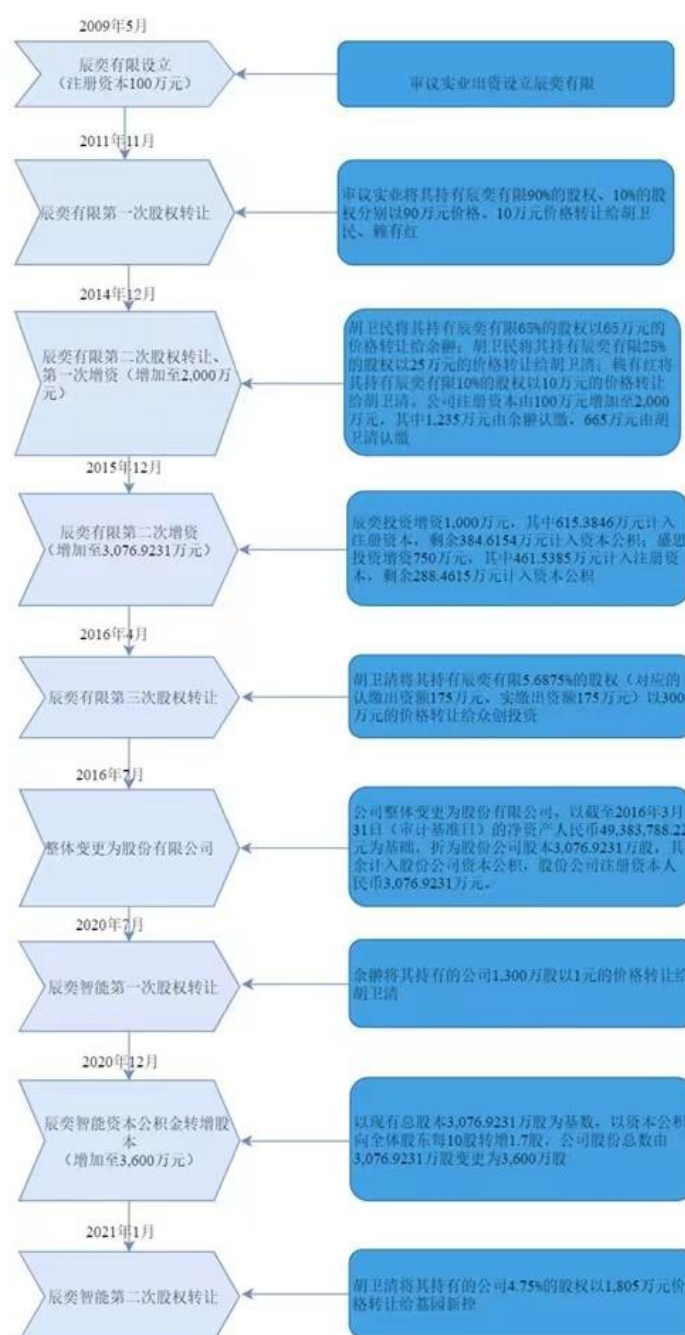 2009年5月
辰奕有限设立
（注册资本100万元）
审议实业出资设立辰奕有限
2011年11月
辰奕有限第一次股权转让
审议实业将其持有辰奕有限90%的股权、10%的股
权分别以90万元价格、10万元价格转让给胡卫
民、赖有红
2014年12月
辰奕有限第二次股权转让、
第一次增资（增加至2,000万
元）
胡卫民将其持有辰奕有限65%的股权以65万元的
价格转让给余翀；胡卫民将其持有辰奕有限25%
的股权以25万元的价格转让给胡卫清；赖有红将
其持有辰奕有限10%的股权以10万元的价格转让
给胡卫清。公司注册资本由100万元增加至2,000
万元，其中1,235万元由余翀认缴，665万元由胡
卫清认缴
2015年12月
辰奕有限第二次增资
（增加至3,076.9231万元）
辰奕投资增资1,000万元，其中615.3846万元计入
注册资本，剩余384.6154万元计入资本公积；盛思
投资增资750万元，其中461.5385万元计入注册资
本，剩余288.4615万元计入资本公积
2016年4月
辰奕有限第三次股权转让
胡卫清将其持有辰奕有限5.6875%的股权（对应的
认缴出资额175万元，实缴出资额175万元）以300
万元的价格转让给众创投资
2016年7月
整体变更为股份有限公司
公司整体变更为股份有限公司，以截至2016年3月
31日（审计基准日）的净资产人民币49,383,788.22
元为基础，折为股份公司股本3,076.9231万股，其
余计入股份公司资本公积，股份公司注册资本人
民币3,076.9231万元。
2020年7月
辰奕智能第一次股权转让
余翀将其持有的公司1,300万股以1元的价格转让给
胡卫清
2020年12月
辰奕智能资本公积金转增股
本
（增加至3,600万元）
以现有总股本3,076.9231万股为基数，以资本公积
向全体股东每10股转增1.7股，公司股份总数由
3,076.9231万股变更为3,600万股
2021年1月
辰奕智能第二次股权转让
胡卫清将其持有的公司4.75%的股权以1,805万元价
格转让给荔园新控